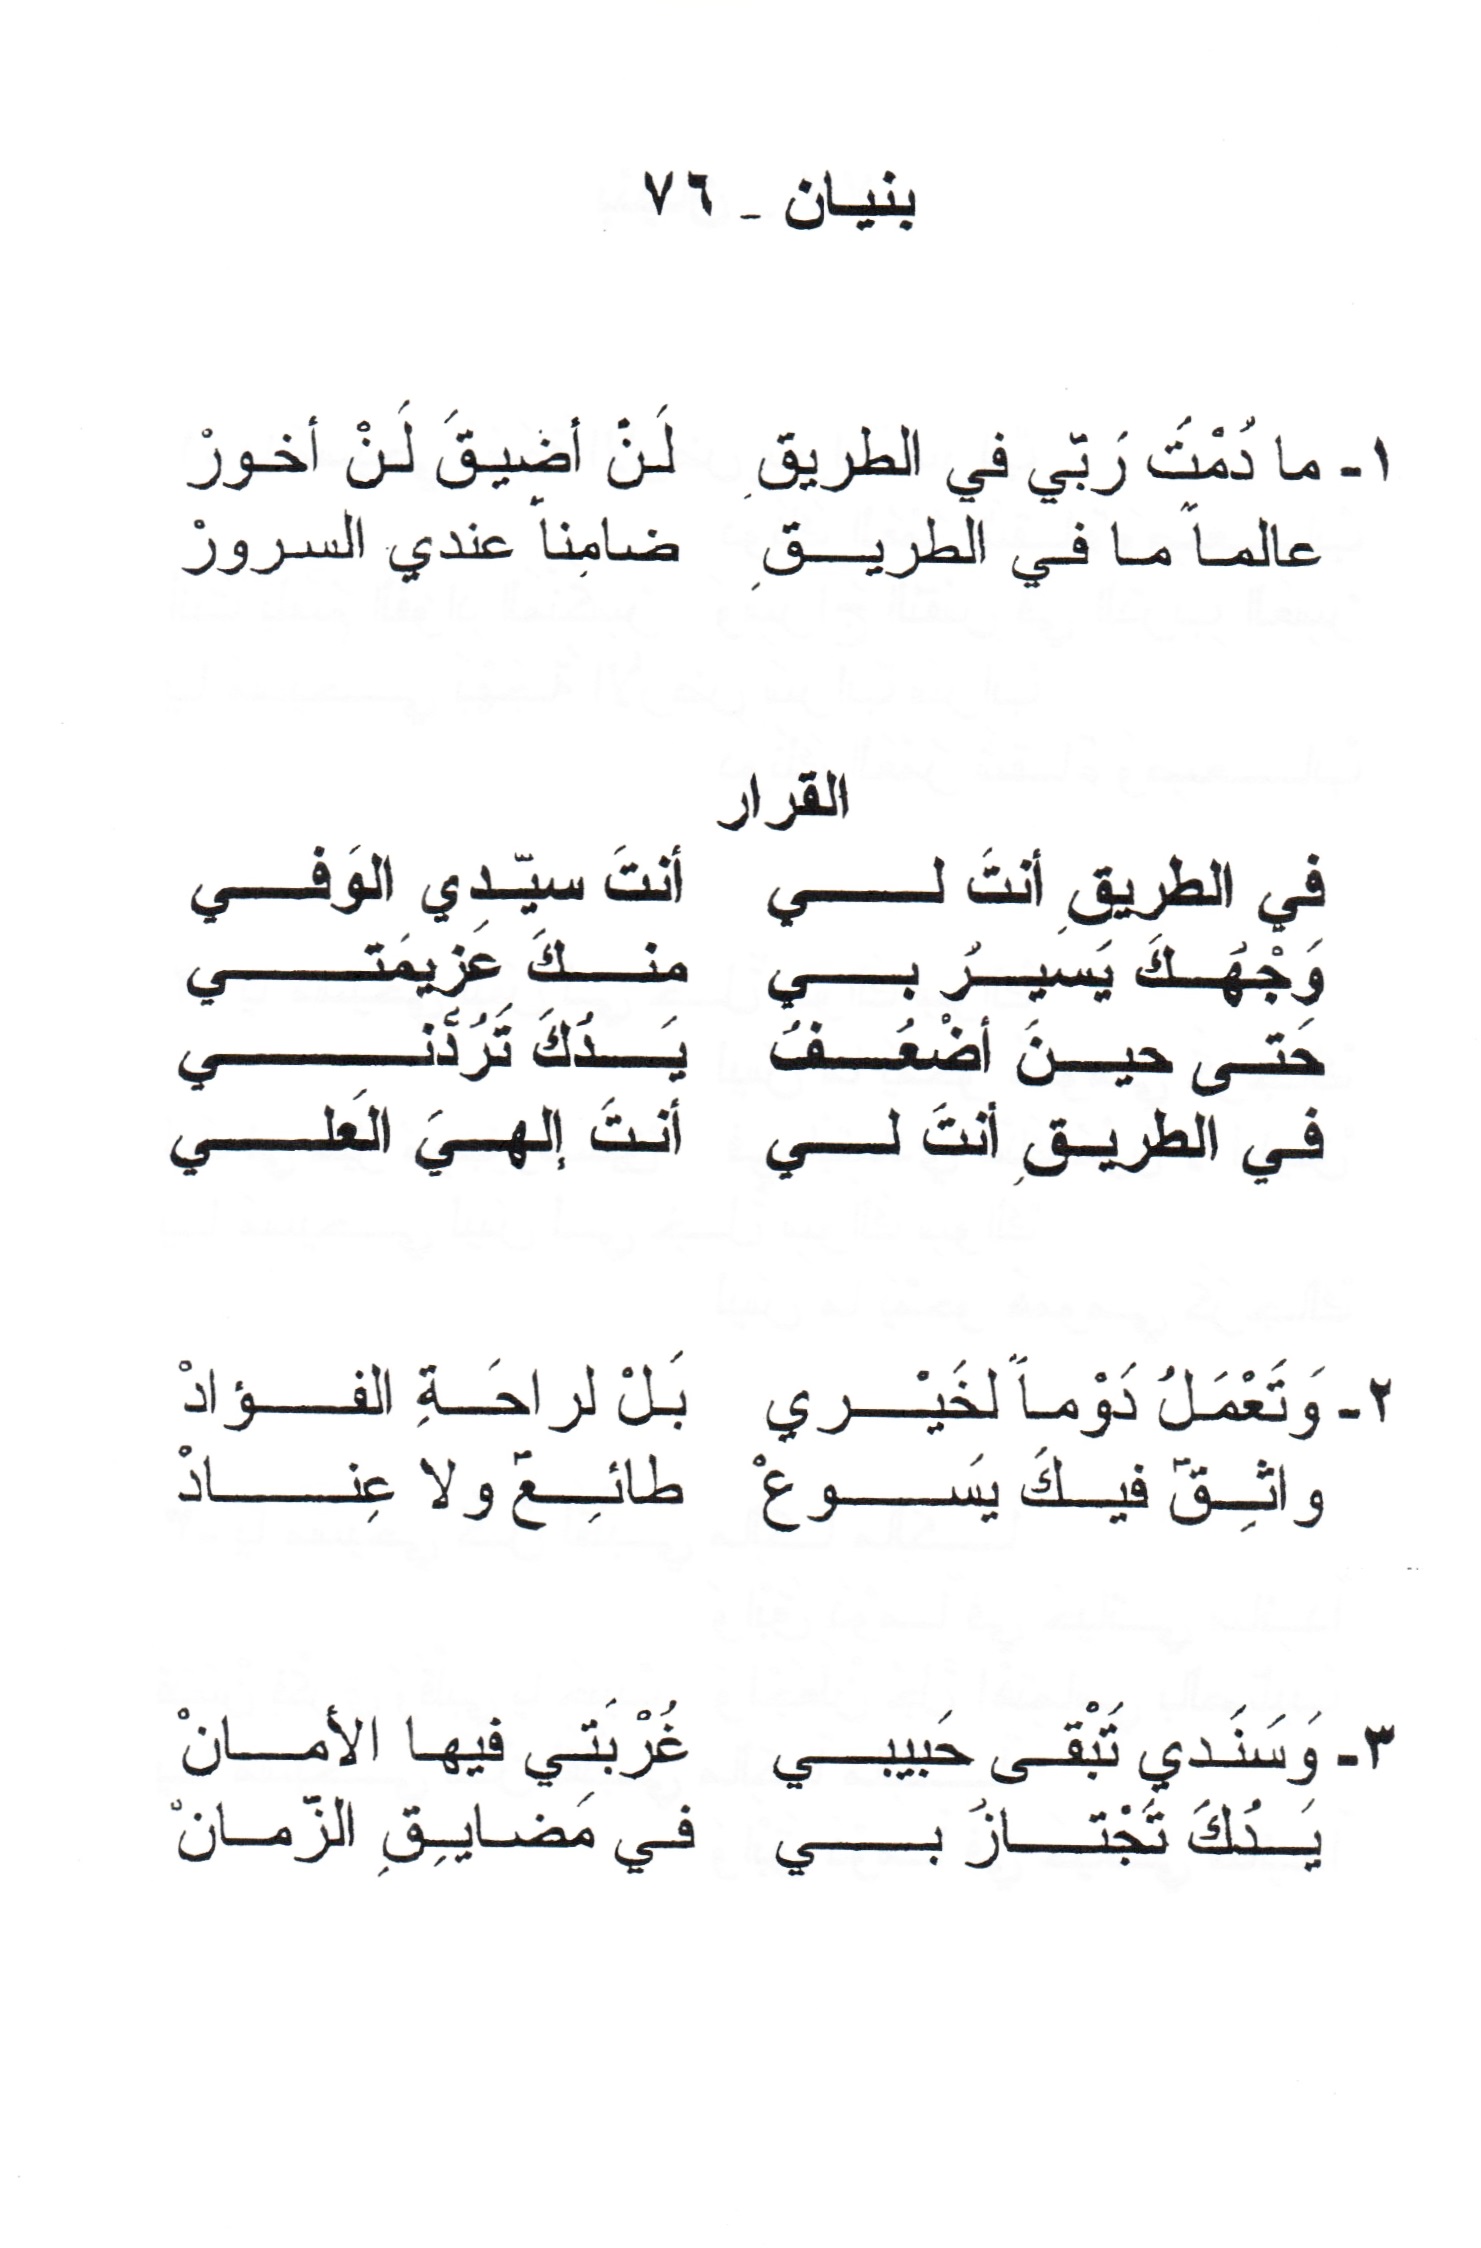 بنيان - ٧٦
١- ما دُمْتَ رَبّي في الطريقِ لَنْ أضيقَ لَنْ أخورْ
عالماً ما في الطريقِ ضامِناً عندي السرورْ
القرار
في الطريقِ أنتَ لي أنتَ سيّدِي الوَفي
وَجْهُكَ يَسيرُ بي منكَ عَزيمَتي
حَتى حينَ أضْعُفُ يَدُكَ تَرُدَّني
في الطريقِ أنتَ لي أنتَ إلهيَ العَلي
٢- وَتَعْمَلُ دَوْماً لخَيْري بَلْ لراحَةِ الفؤادْ
واثِقٌ فيكَ يسَوعْ طائِعٌ ولا عِنادْ
٣- وَسَنَدي تَبْقى حَبيبي غُرْبَتي فيها الأمانْ
يَدُكَ تَجْتازُ بي في مَضايِقِ الزّمانْ